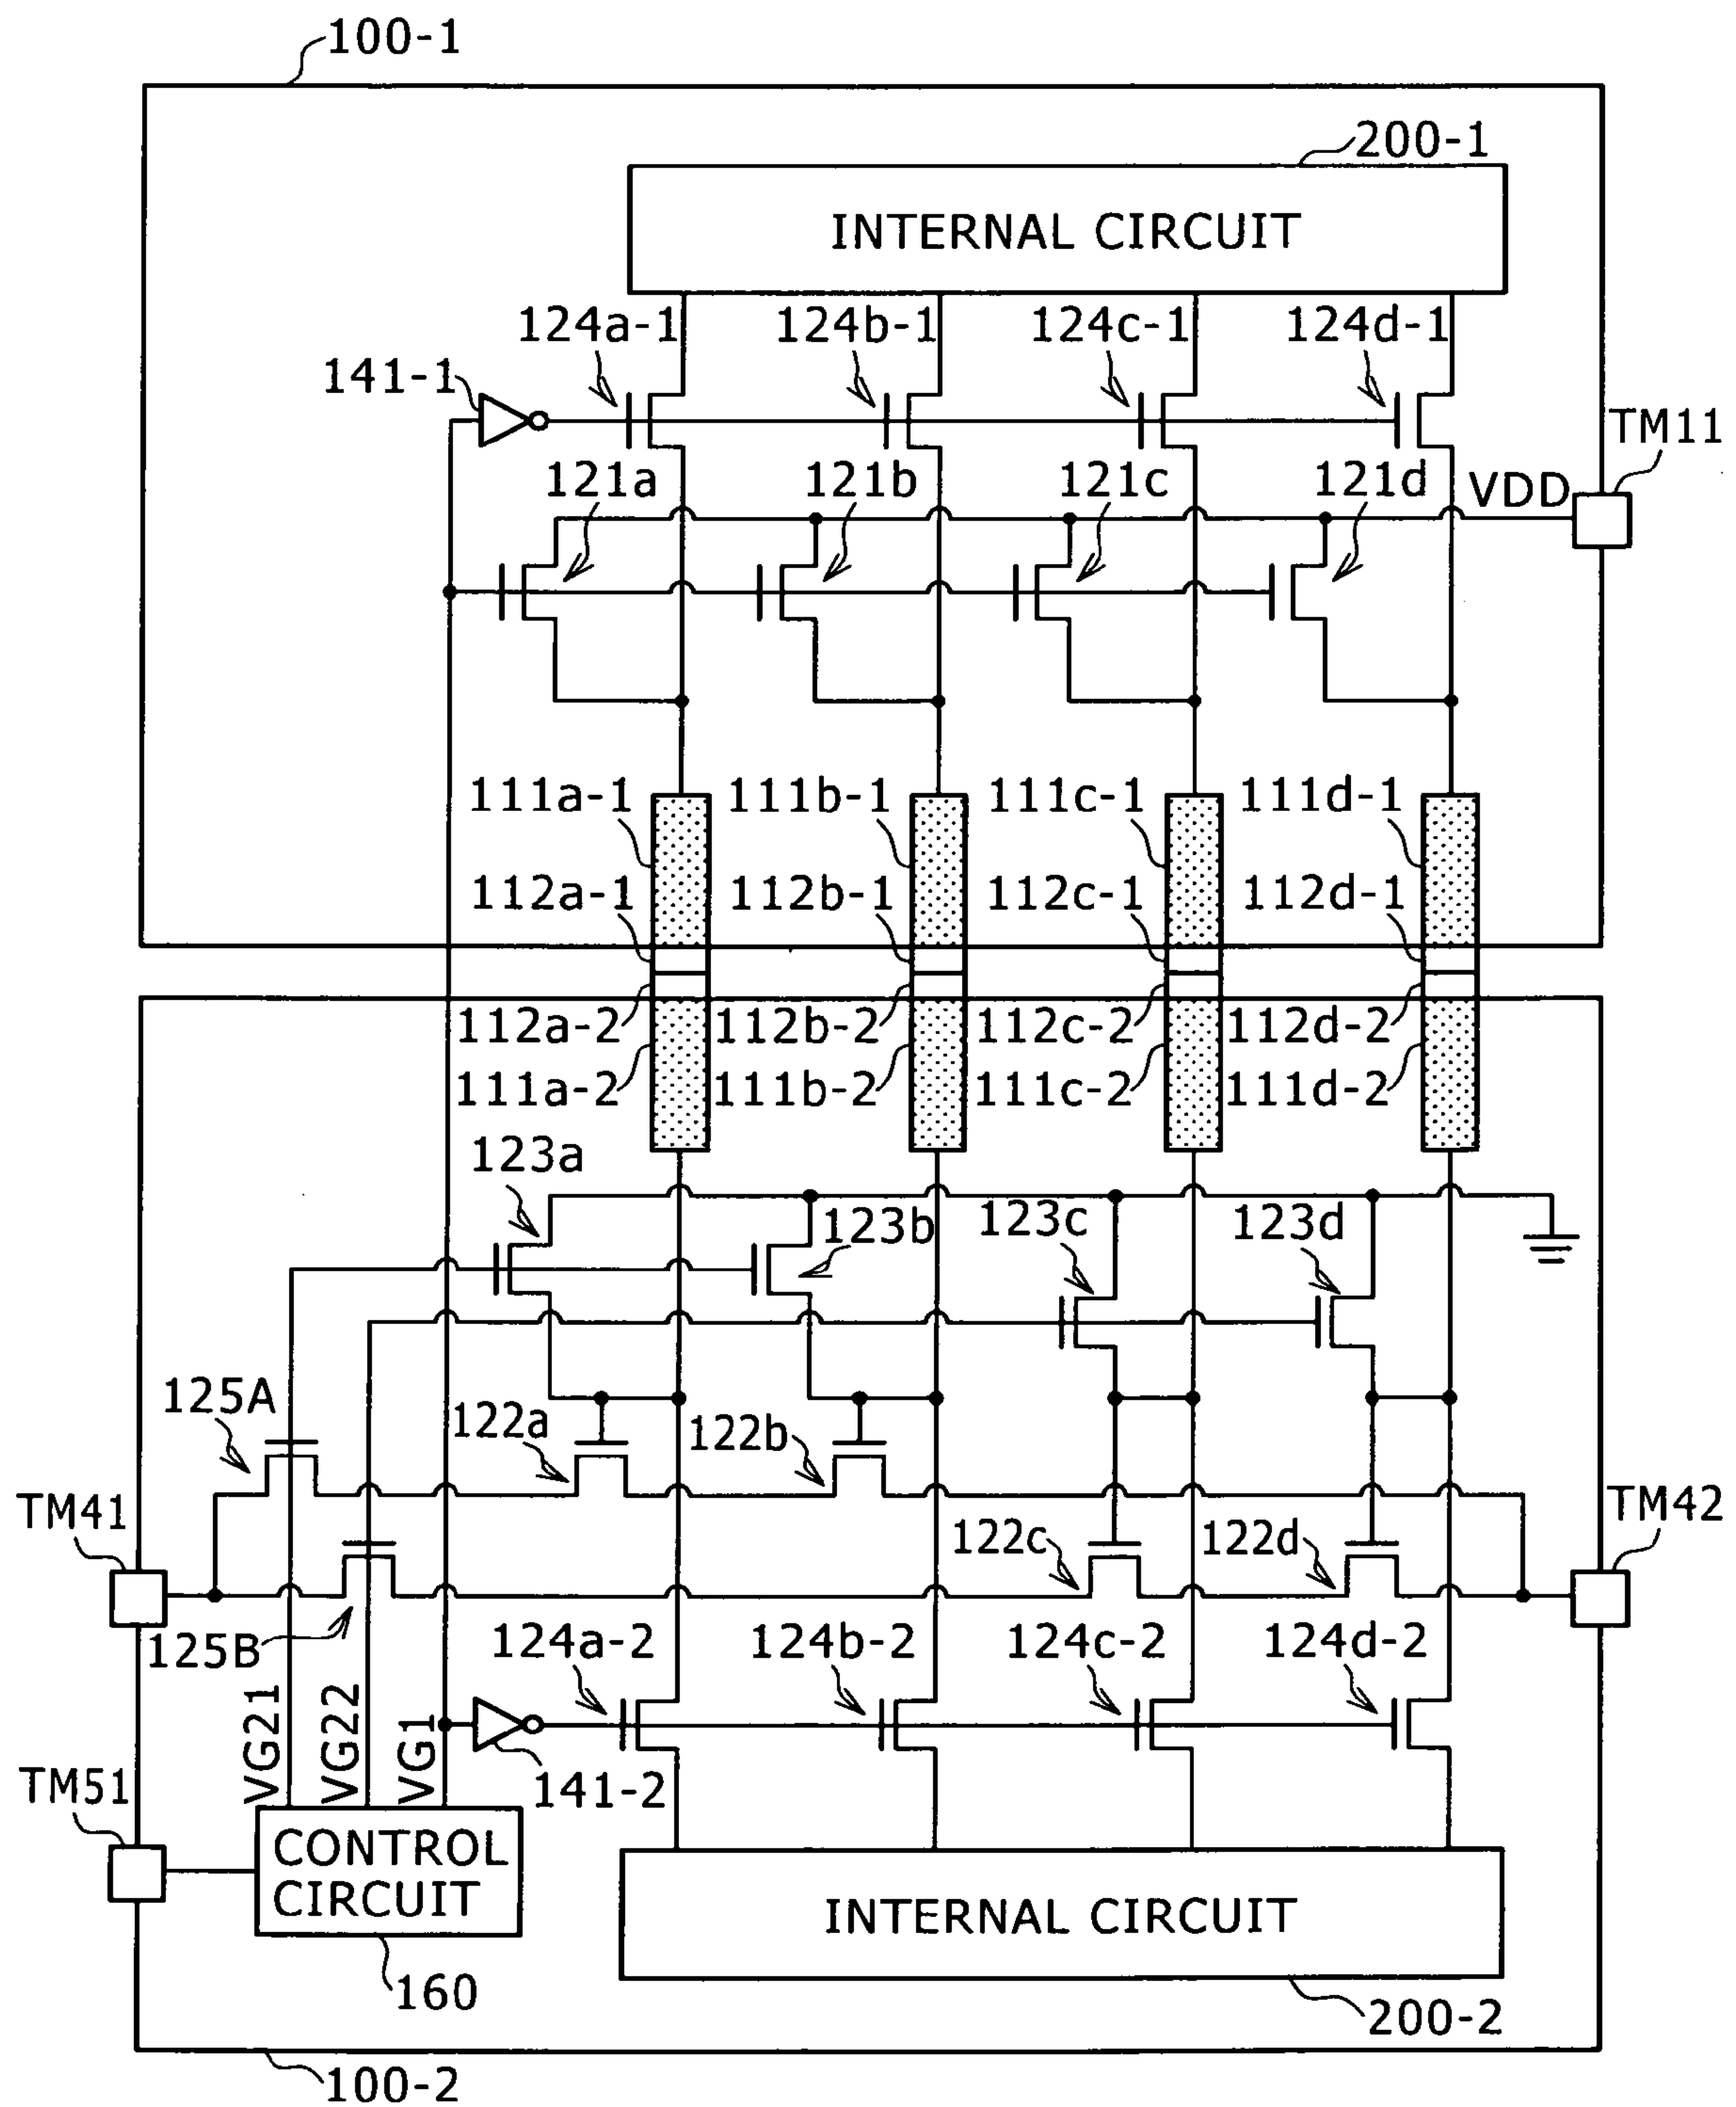 100-1
200-1
INTERNAL CIRCUIT
124a-1 124b-1 124c-1 124d-1
141-1
TM11
121a 121b 121c 121d VDD
111a-1 111b-1 111c-1 111d-1
112a-1 112b-1 112c-1 112d-1
112a-2 112b-2 112c-2 112d-2
111a-2 111b-2 111c-2 111d-2
123a
123b 123c 123d
125A 122a 122b
TM41 TM42
122c 122d
125B 124a-2 124b-2 124c-2 124d-2
VG21 VG22 VG1
TM51 141-2
CONTROL
CIRCUIT
INTERNAL CIRCUIT
160
200-2
100-2